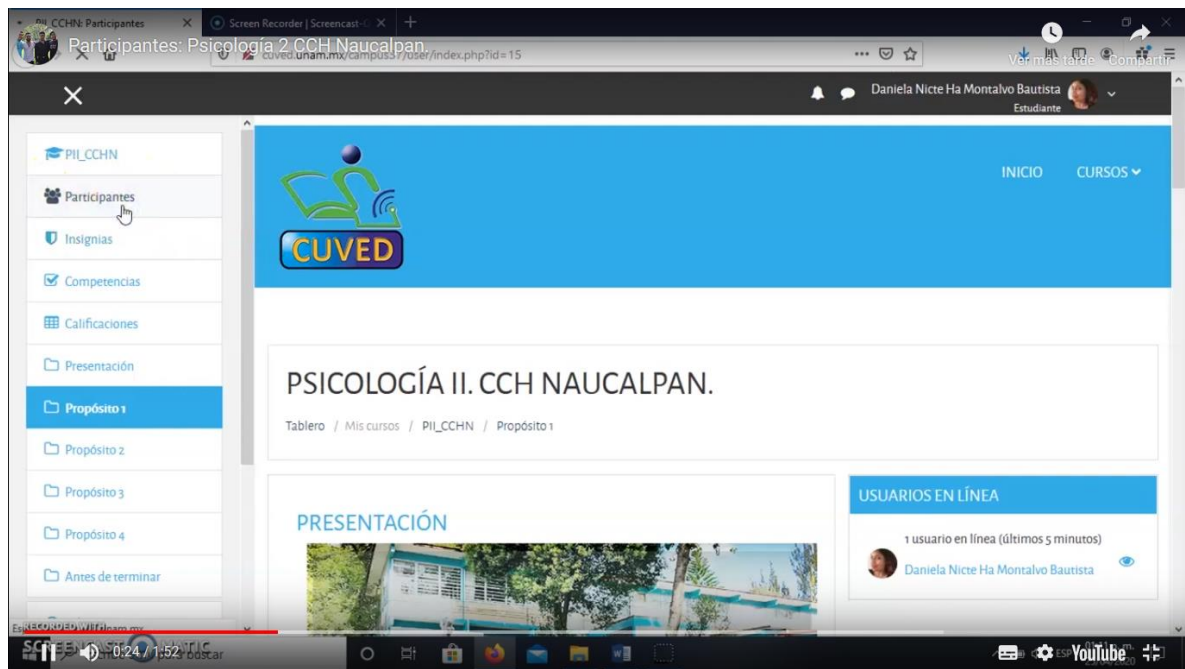 PII_CCHN: Participantes
Screen Recorder | Screencast-O
Participantes: Psicología 2 CCH Naucalpan.
cuved.unam.mx/campus37/user/index.php?id=15
Ver más tarde
Compartir
Daniela Nicte Ha Montalvo Bautista
Estudiante
PII_CCHN
Participantes
Insignias
Competencias
Calificaciones
Presentación
Propósito 1
Propósito 2
Propósito 3
Propósito 4
Antes de terminar
CUVED
INICIO
CURSOS
PSICOLOGÍA II. CCH NAUCALPAN.
Tablero / Mis cursos / PII_CCHN / Propósito 1
PRESENTACIÓN
USUARIOS EN LÍNEA
1 usuario en línea (últimos 5 minutos)
Daniela Nicte Ha Montalvo Bautista
RECORDED WITH
0:24 / 1:52
ESP
YouTube